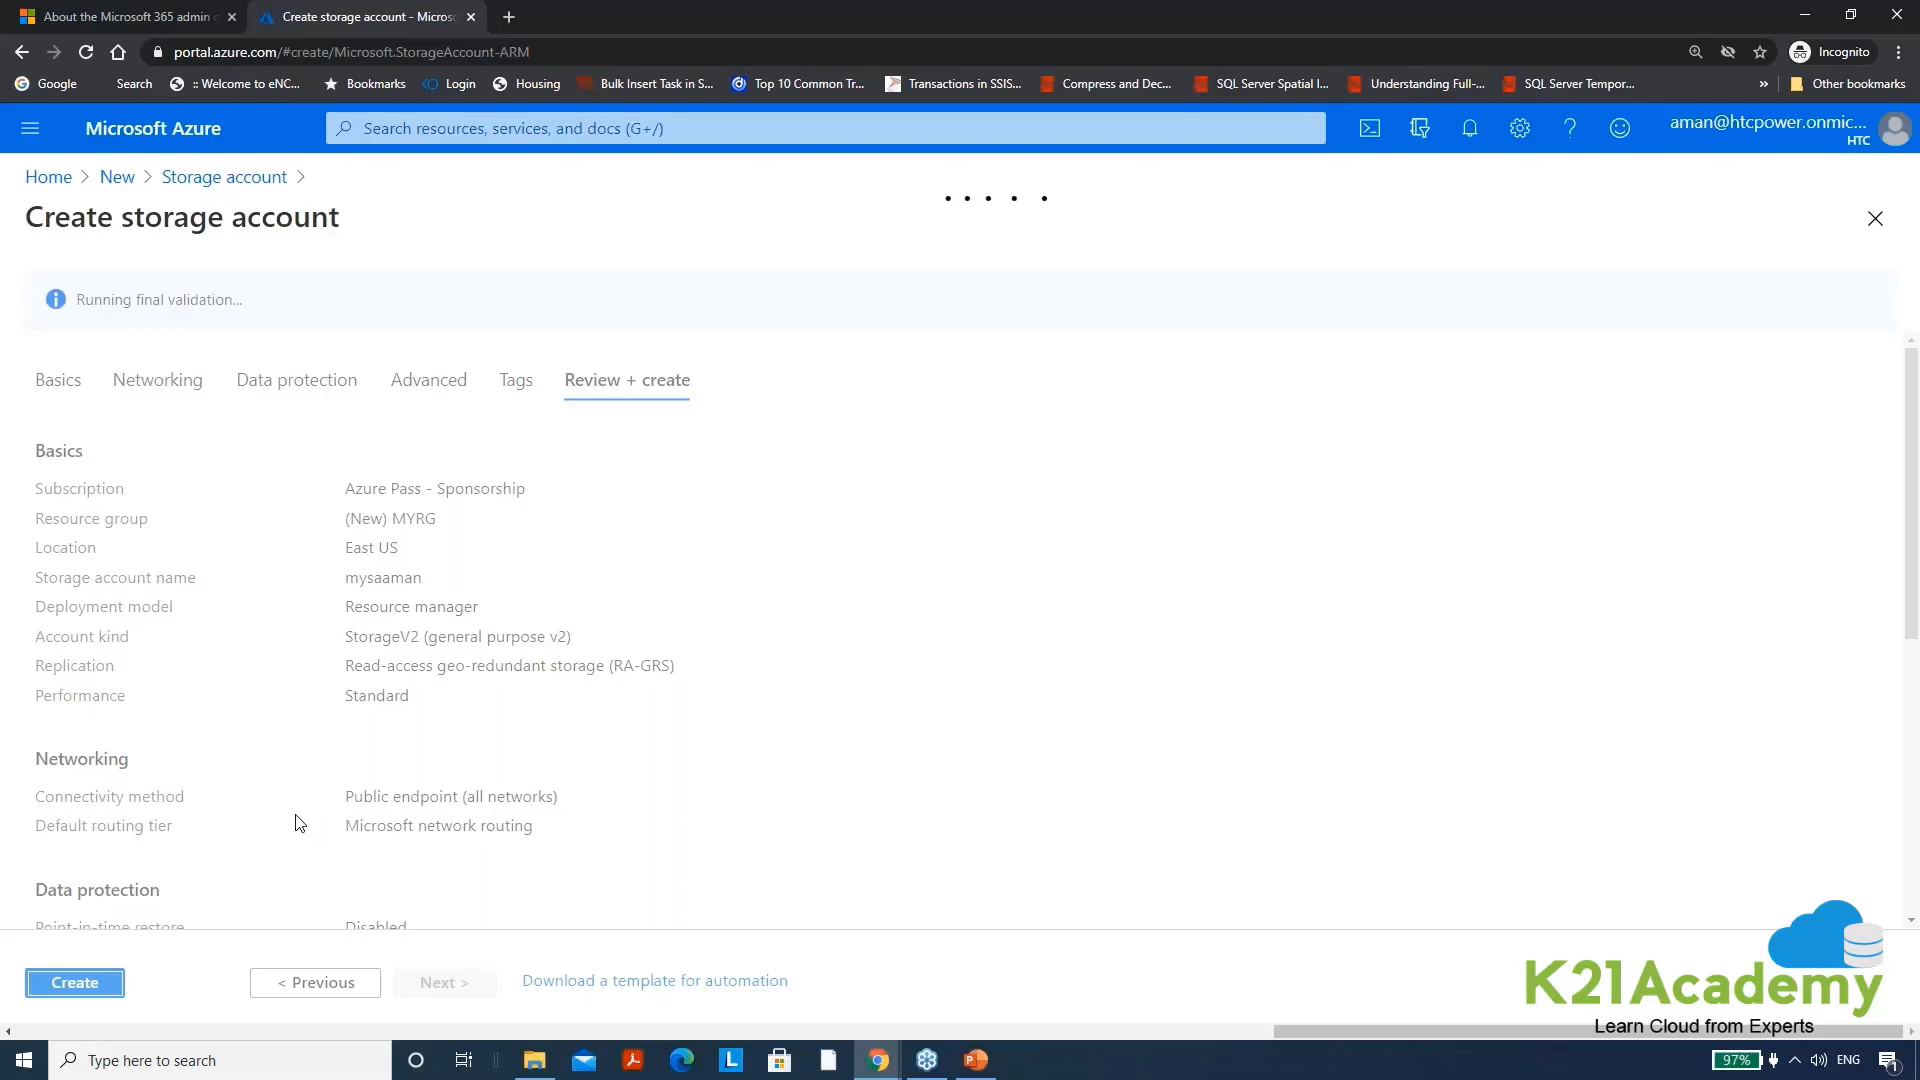 About the Microsoft 365 admin c
Create storage account - Micros
portal.azure.com/#create/Microsoft.StorageAccount-ARM
Incognito
Google
Search
:: Welcome to eNC...
Bookmarks
Login
Housing
Bulk Insert Task in S...
Top 10 Common Tr...
Transactions in SSIS...
Compress and Dec...
SQL Server Spatial I...
Understanding Full-...
SQL Server Tempor...
»
Other bookmarks
Microsoft Azure
Search resources, services, and docs (G+/)
aman@htcpower.onmic...
HTC
Home > New > Storage account >
Create storage account
Running final validation...
Basics
Networking
Data protection
Advanced
Tags
Review + create
Basics
Subscription Azure Pass - Sponsorship
Resource group (New) MYRG
Location East US
Storage account name mysaaman
Deployment model Resource manager
Account kind StorageV2 (general purpose v2)
Replication Read-access geo-redundant storage (RA-GRS)
Performance Standard
Networking
Connectivity method Public endpoint (all networks)
Default routing tier Microsoft network routing
Data protection
Point-in-time restore Disabled
Create
< Previous
Next >
Download a template for automation
K21Academy
Learn Cloud from Experts
Type here to search
97%
ENG
1